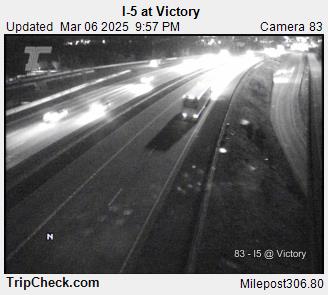 I-5 at Victory
Updated Mar 06 2025 9:57 PM Camera 83
N
83 - I5 @ Victory
TripCheck.com Milepost306.80